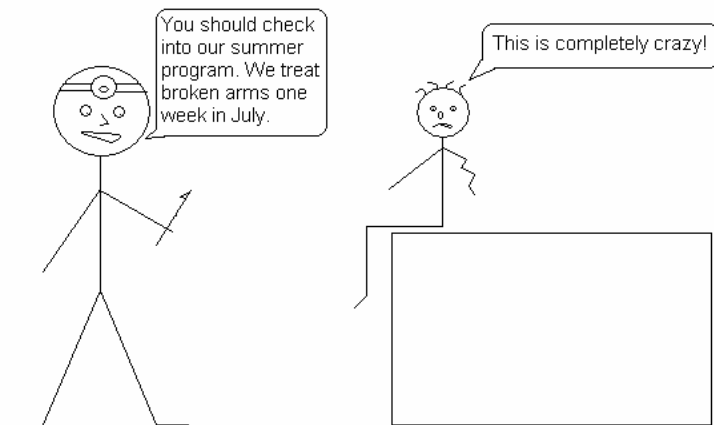 You should check
into our summer
program. We treat
broken arms one
week in July.
This is completely crazy!